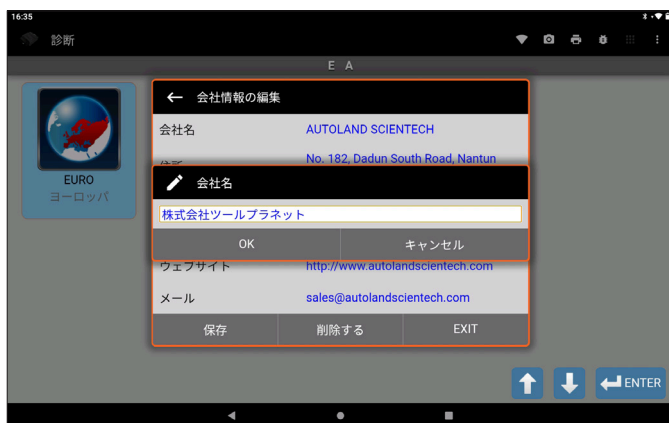 16:35
診断
E A
← 会社情報の編集
会社名 AUTOLAND SCIENTECH
No. 182, Dadun South Road, Nantun
会社名
株式会社ツールプラネット
OK キャンセル
ウェブサイト http://www.autolandscientech.com
メール sales@autolandscientech.com
保存 削除する EXIT
EURO
ヨーロッパ
ENTER